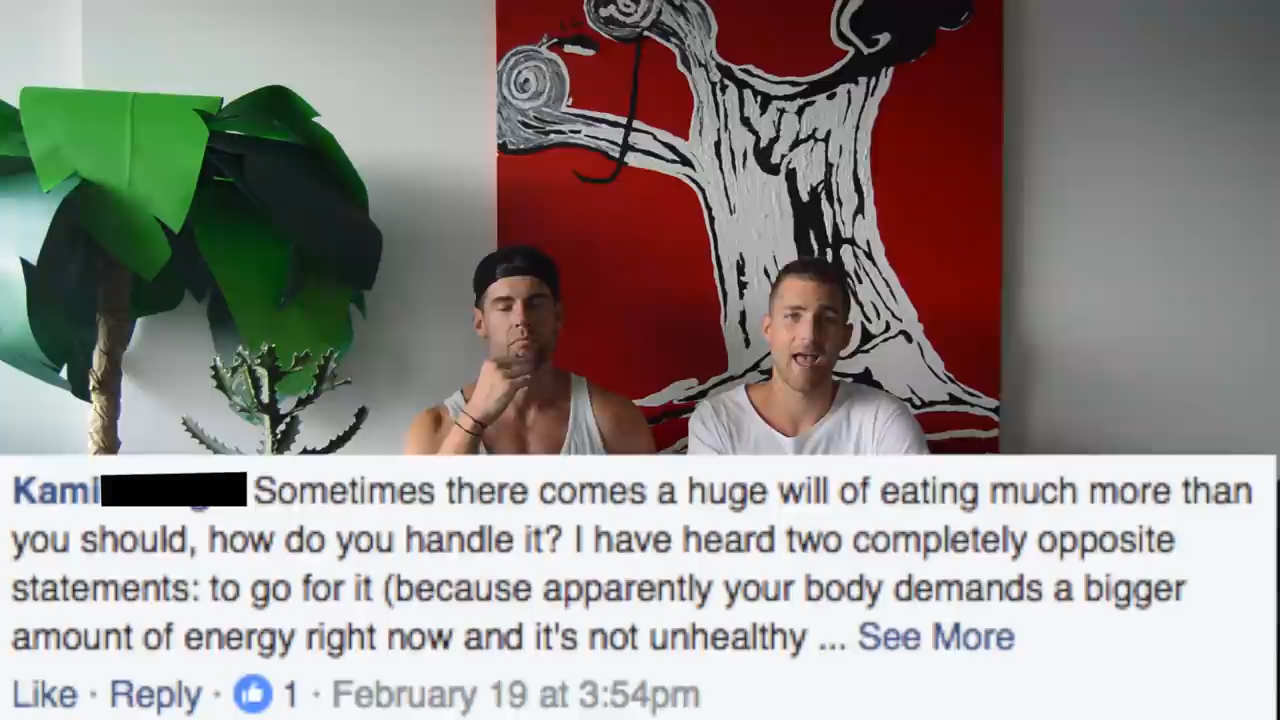 Kami Sometimes there comes a huge will of eating much more than
you should, how do you handle it? I have heard two completely opposite
statements: to go for it (because apparently your body demands a bigger
amount of energy right now and it's not unhealthy ... See More
Like · Reply · 1 · February 19 at 3:54pm